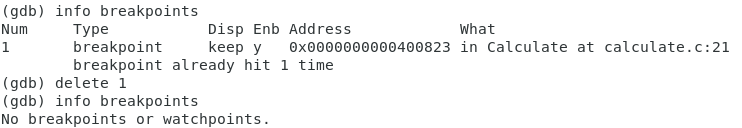 (gdb) info breakpoints
Num     Type           Disp Enb Address            What
1       breakpoint     keep y   0x0000000000400823 in Calculate at calculate.c:21
        breakpoint already hit 1 time
(gdb) delete 1
(gdb) info breakpoints
No breakpoints or watchpoints.